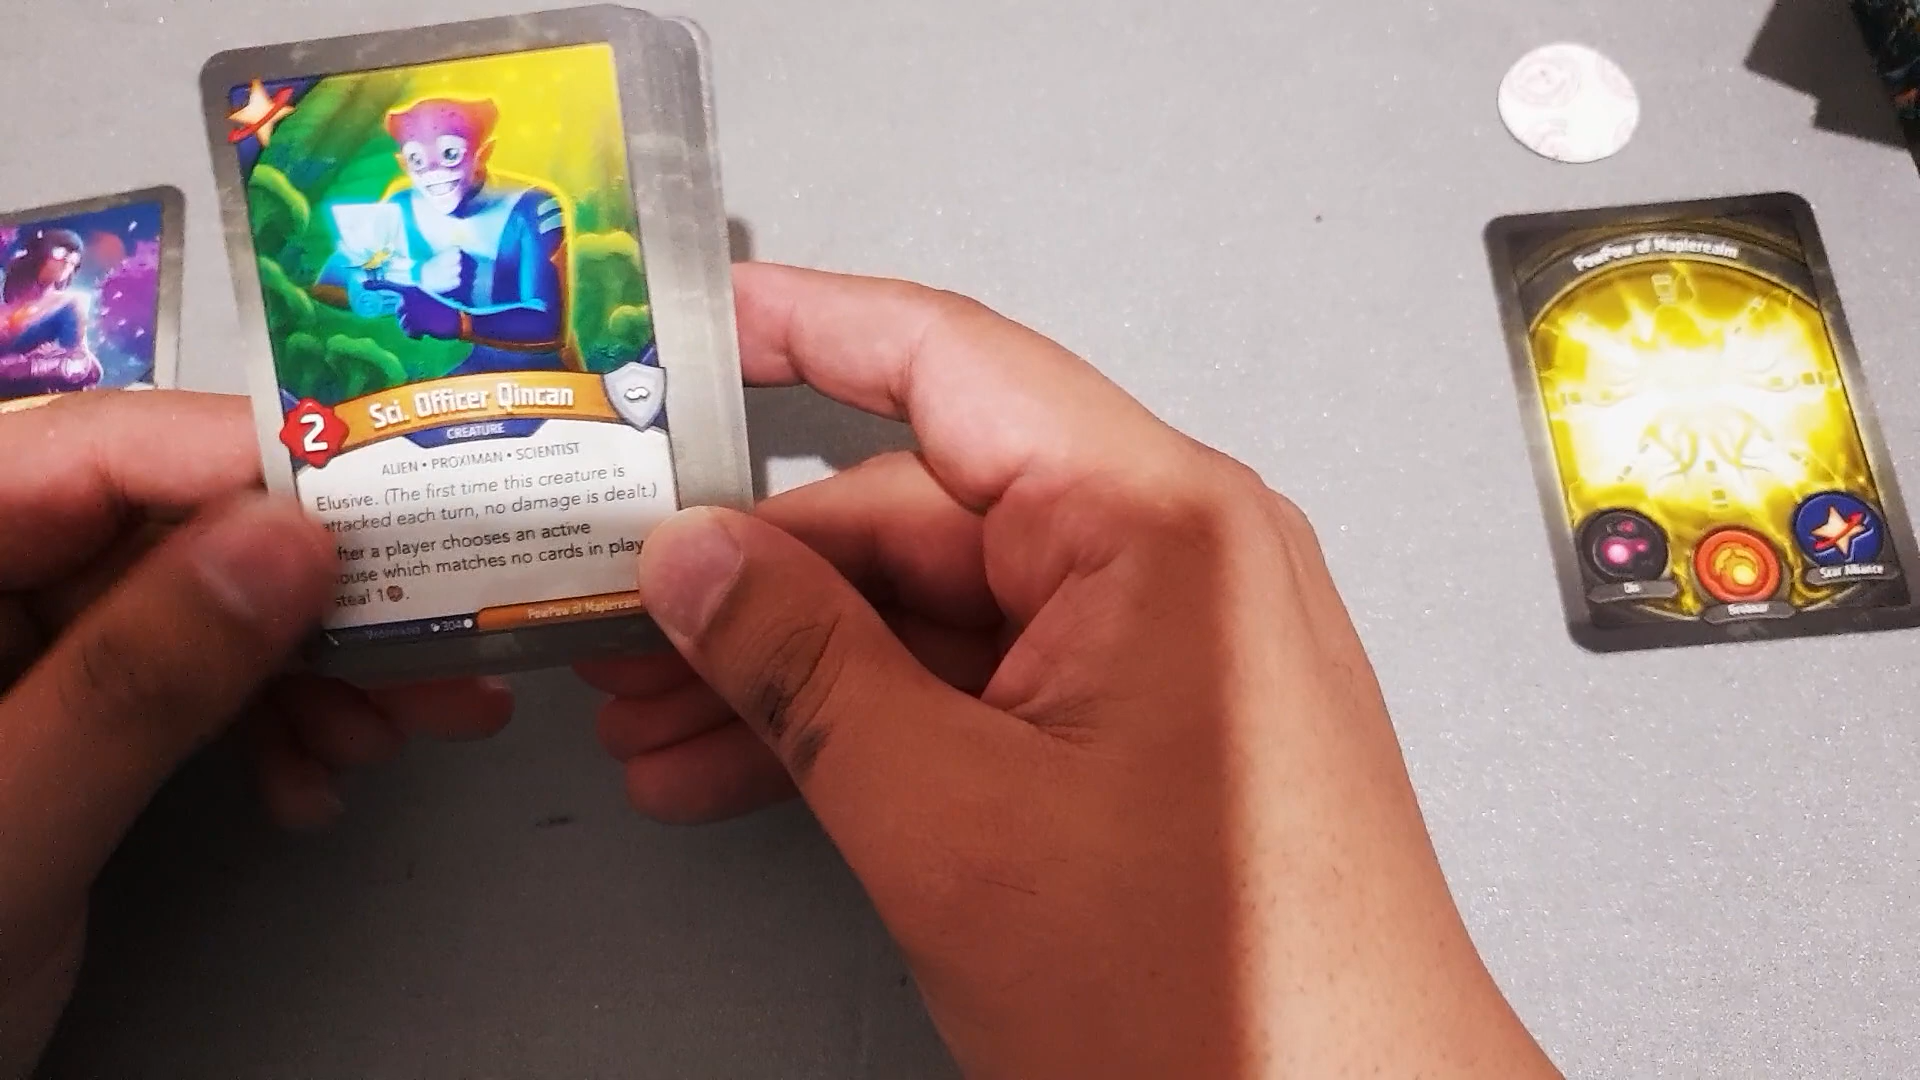 Sci. Officer Qincan
2
CREATURE
ALIEN • PROXIMAN • SCIENTIST
Elusive. (The first time this creature is
attacked each turn, no damage is dealt.)
fter a player chooses an active
ouse which matches no cards in play
steal 1
304
PowPow of Maplerealm
PowPow of Maplerealm
Dis
Brobnar
Star Alliance